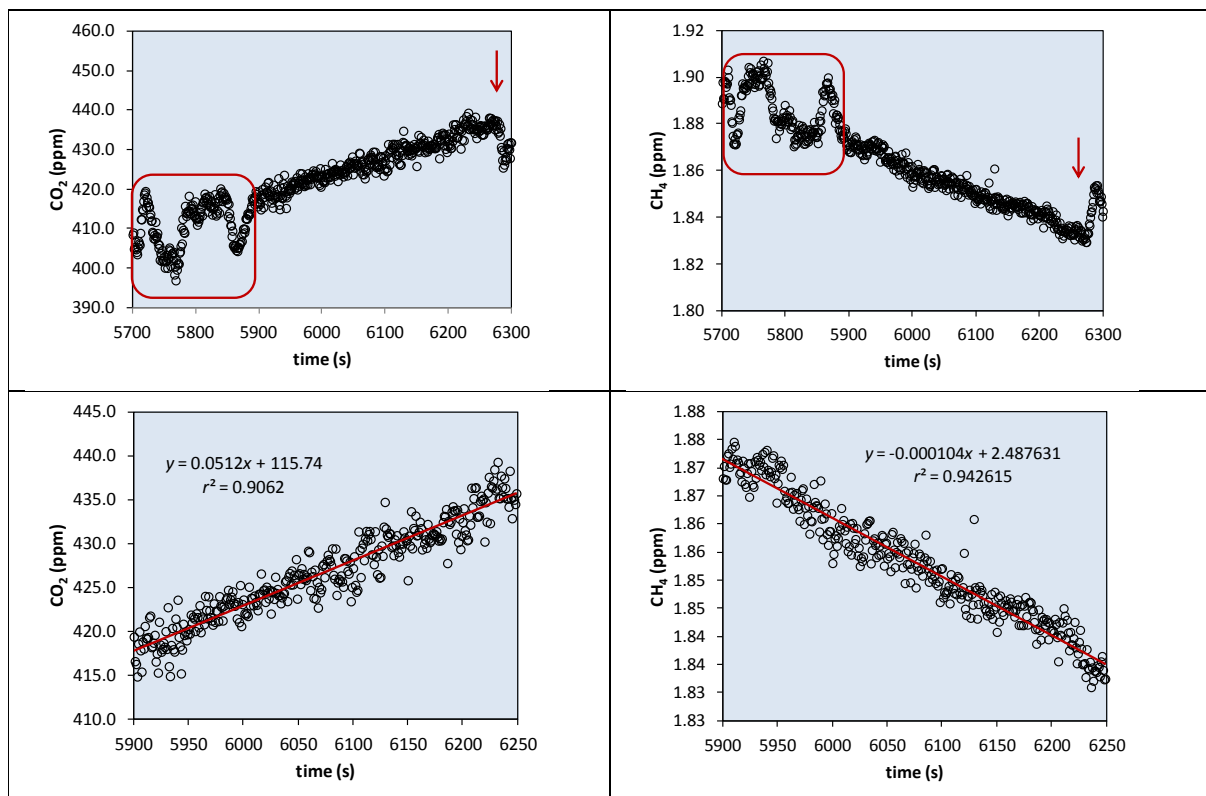 460.0
450.0
440.0
430.0
420.0
410.0
400.0
390.0
CO₂ (ppm)
5700 5800 5900 6000 6100 6200 6300
time (s)
1.92
1.90
1.88
1.86
1.84
1.82
1.80
CH₄ (ppm)
5700 5800 5900 6000 6100 6200 6300
time (s)
445.0
440.0
435.0
430.0
425.0
420.0
415.0
410.0
CO₂ (ppm)
y = 0.0512x + 115.74
r² = 0.9062
5900 5950 6000 6050 6100 6150 6200 6250
time (s)
1.88
1.88
1.87
1.87
1.86
1.86
1.85
1.85
1.84
1.84
1.83
1.83
CH₄ (ppm)
y = -0.000104x + 2.487631
r² = 0.942615
5900 5950 6000 6050 6100 6150 6200 6250
time (s)